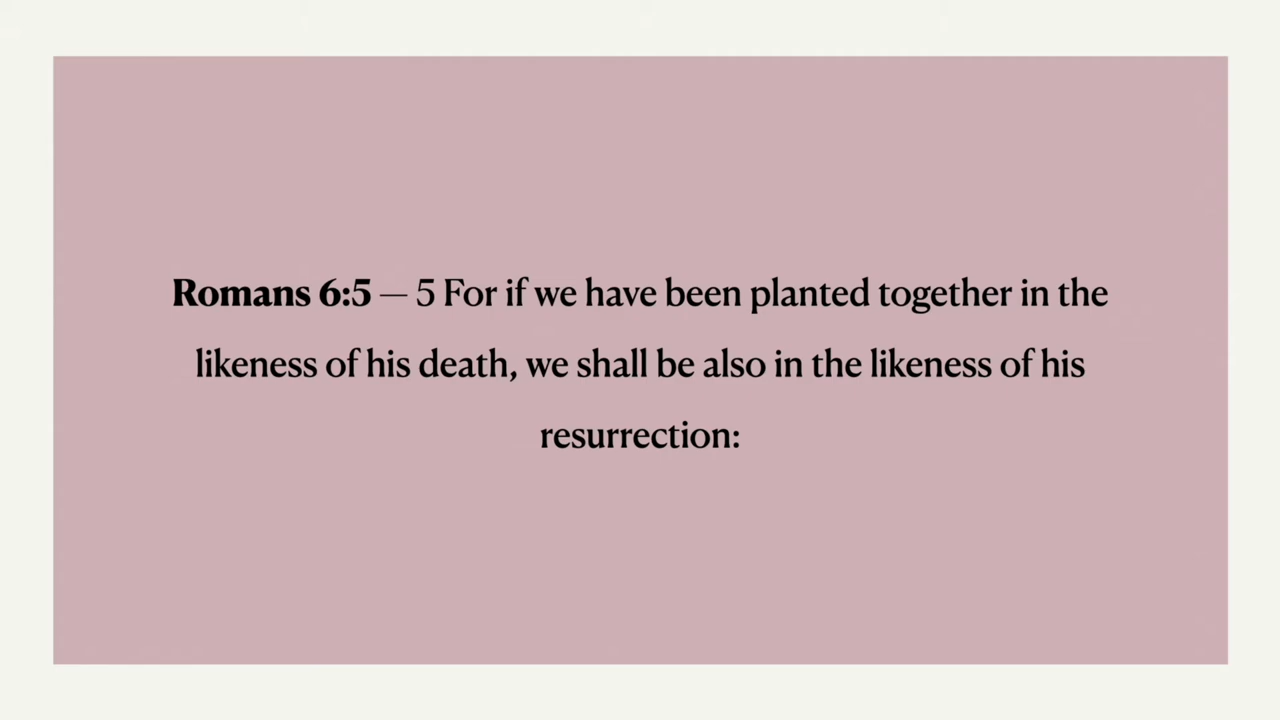 Romans 6:5 — 5 For if we have been planted together in the
likeness of his death, we shall be also in the likeness of his
resurrection: